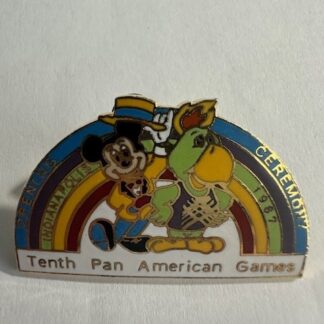 OPENING CEREMONY
INDIANAPOLIS 1987
Tenth Pan American Games